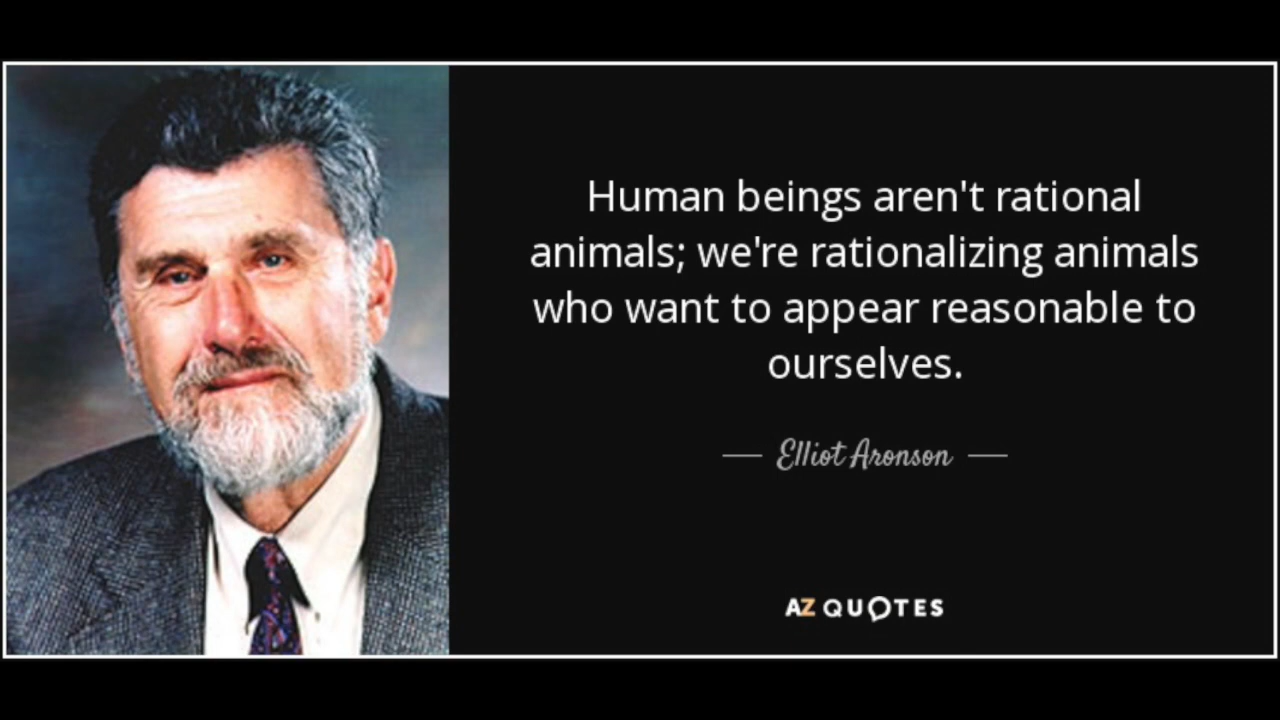 Human beings aren't rational
animals; we're rationalizing animals
who want to appear reasonable to
ourselves.
Elliot Aronson
AZ QUOTES